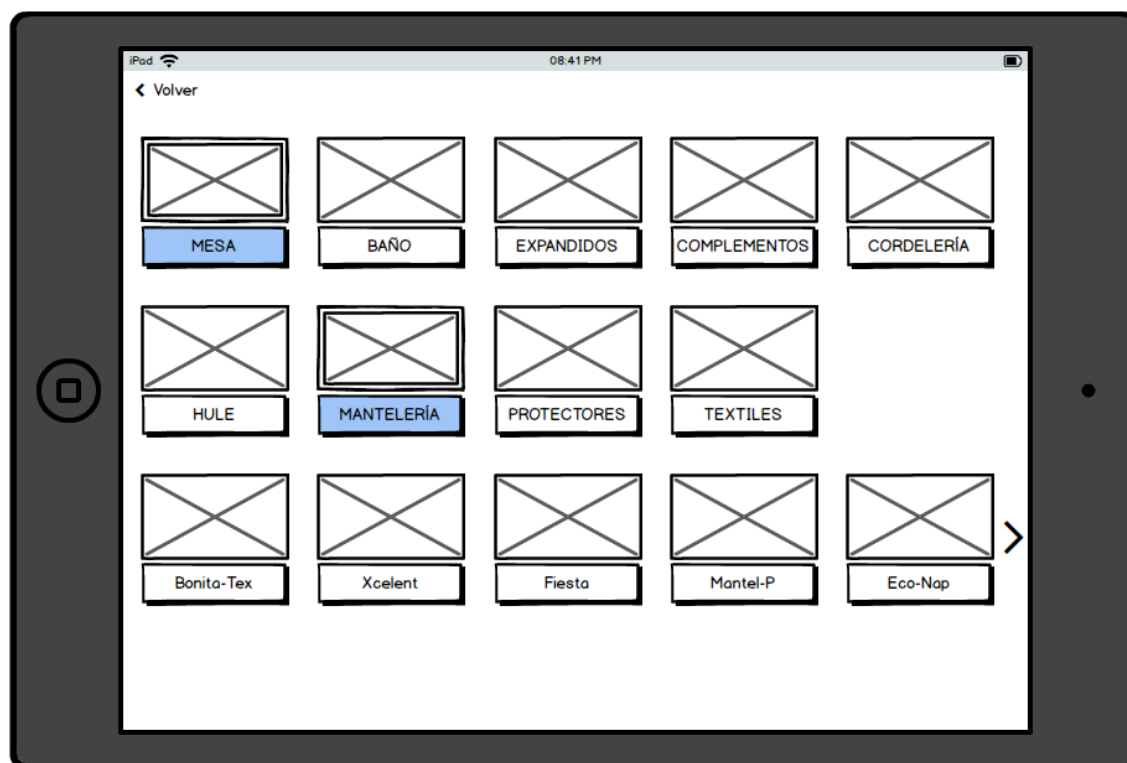 iPad 08:41 PM
Volver
MESA BAÑO EXPANDIDOS COMPLEMENTOS CORDELERÍA
HULE MANTELERÍA PROTECTORES TEXTILES
Bonita-Tex Xcelent Fiesta Mantel-P Eco-Nap